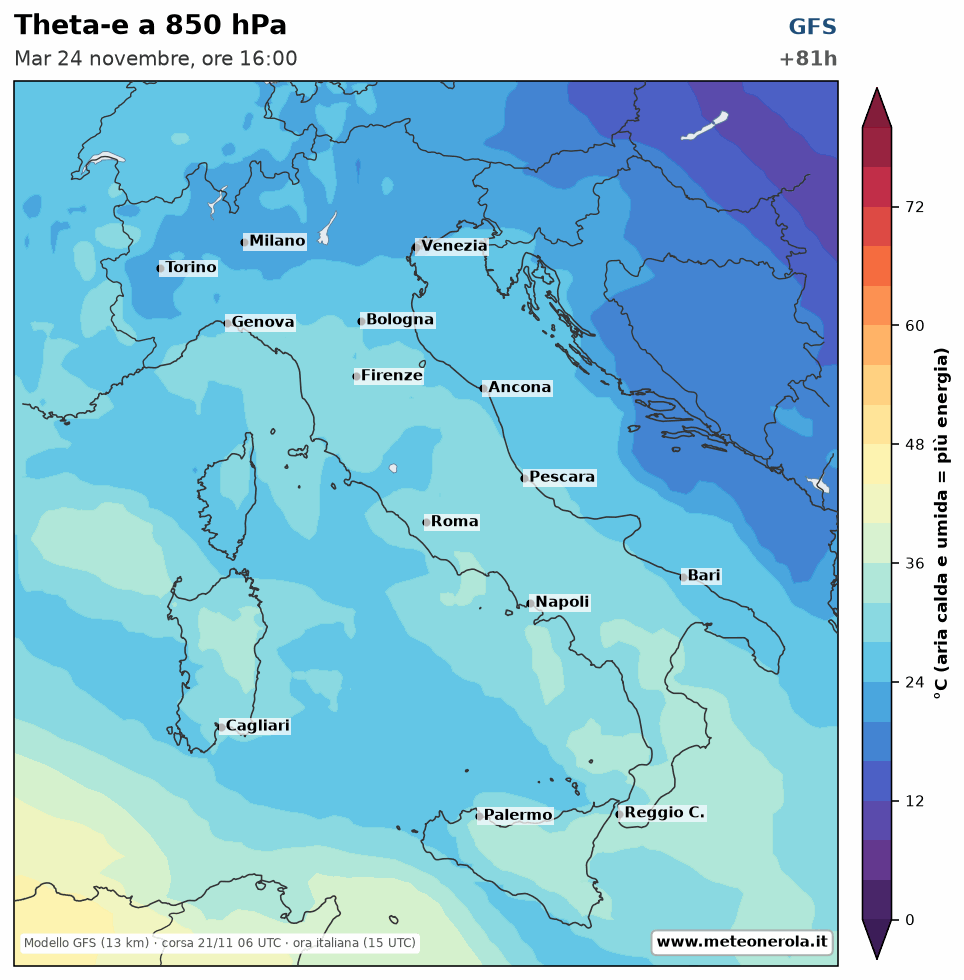 Theta-e a 850 hPa
GFS
Mar 24 novembre, ore 16:00
+81h
Milano
Venezia
Torino
Genova
Bologna
Firenze
Ancona
Pescara
Roma
Bari
Napoli
Cagliari
Palermo
Reggio C.
72
60
48
36
24
12
0
°C (aria calda e umida = più energia)
Modello GFS (13 km) · corsa 21/11 06 UTC · ora italiana (15 UTC)
www.meteonerola.it